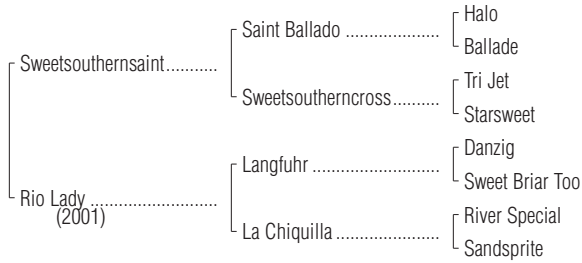 Halo
Saint Ballado
Ballade
Sweetsouthernsaint
Tri Jet
Sweetsoutherncross
Starsweet
Danzig
Langfuhr
Sweet Briar Too
Rio Lady
(2001)
River Special
La Chiquilla
Sandsprite